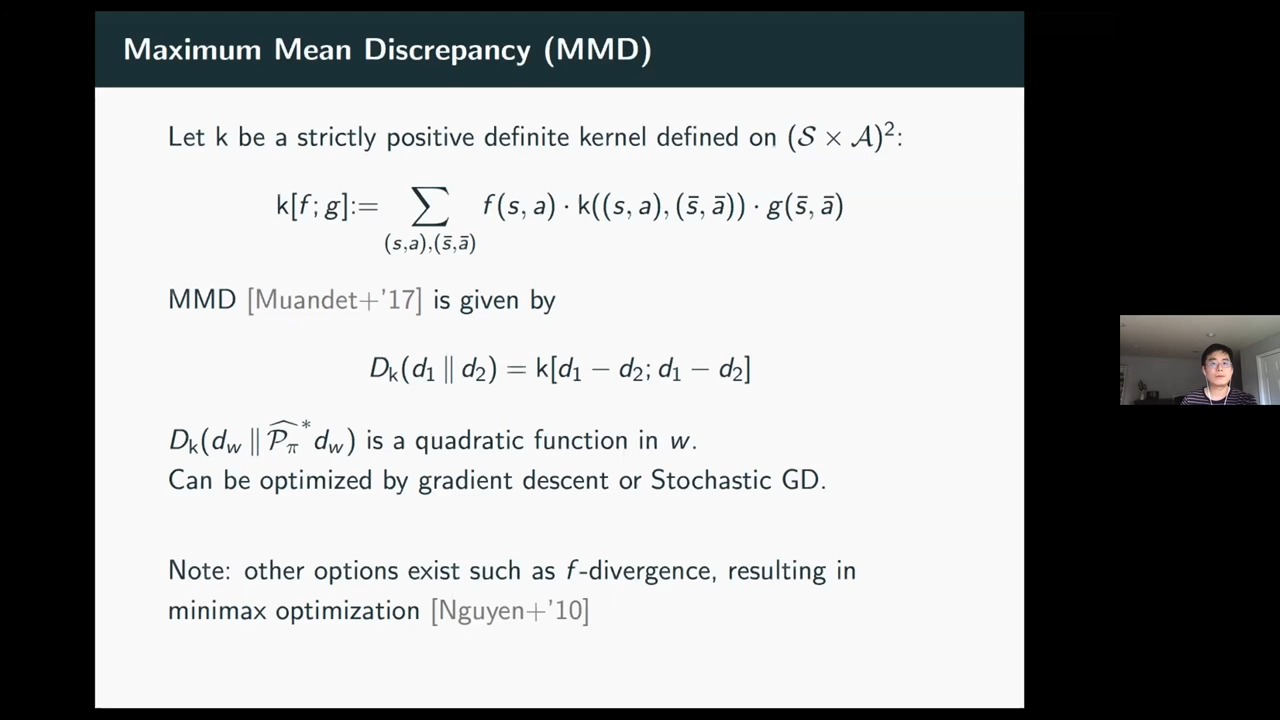 Maximum Mean Discrepancy (MMD)
Let k be a strictly positive definite kernel defined on (𝒮 × 𝒜)²:
k[f; g]:= ∑ f(s, a) · k((s, a), (s̄, ā)) · g(s̄, ā)
(s,a),(s̄,ā)
MMD [Muandet+'17] is given by
Dₖ(d₁ ∥ d₂) = k[d₁ − d₂; d₁ − d₂]
Dₖ(d_w ∥ \widehat{𝒫_π}^* d_w) is a quadratic function in w.
Can be optimized by gradient descent or Stochastic GD.
Note: other options exist such as f-divergence, resulting in
minimax optimization [Nguyen+'10]